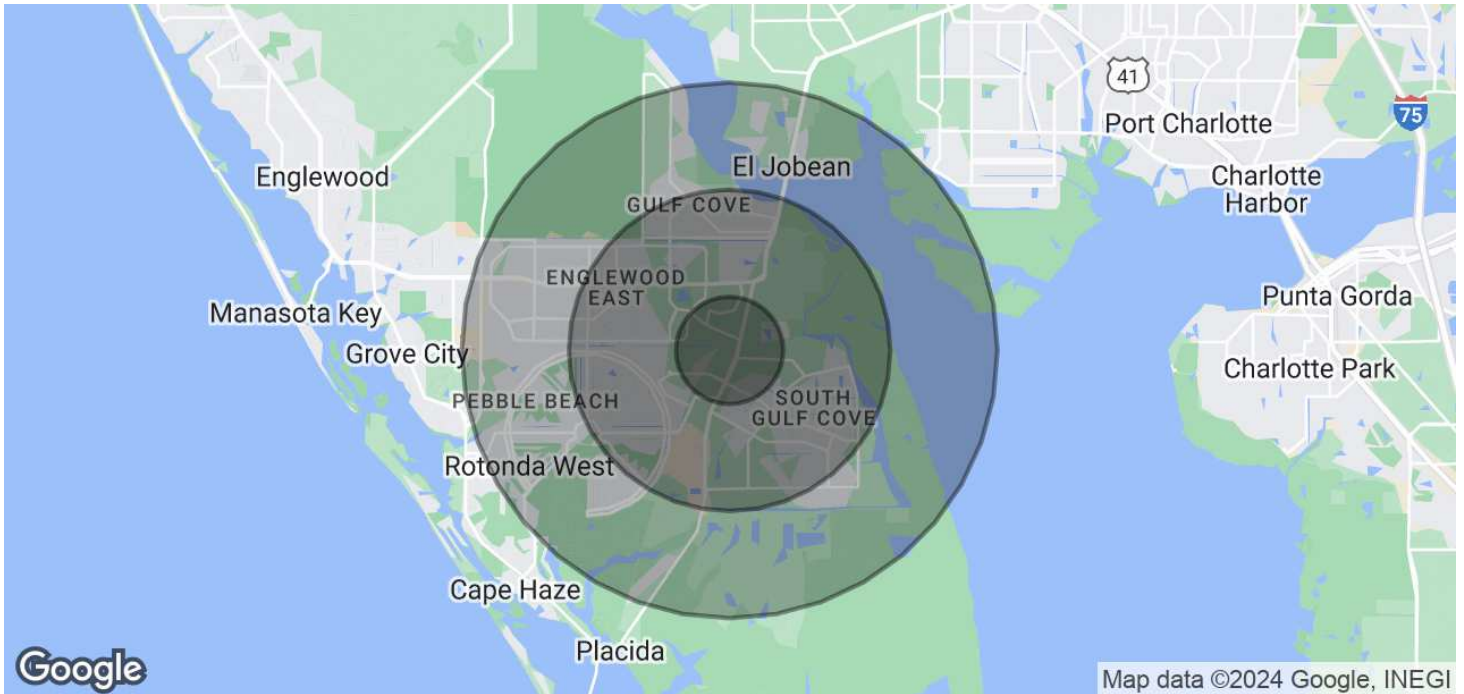 41
75
Port Charlotte
El Jobean
Englewood
Charlotte
Harbor
GULF COVE
ENGLEWOOD
EAST
Punta Gorda
Manasota Key
Grove City
Charlotte Park
PEBBLE BEACH
SOUTH
GULF COVE
Rotonda West
Cape Haze
Placida
Google
Map data ©2024 Google, INEGI